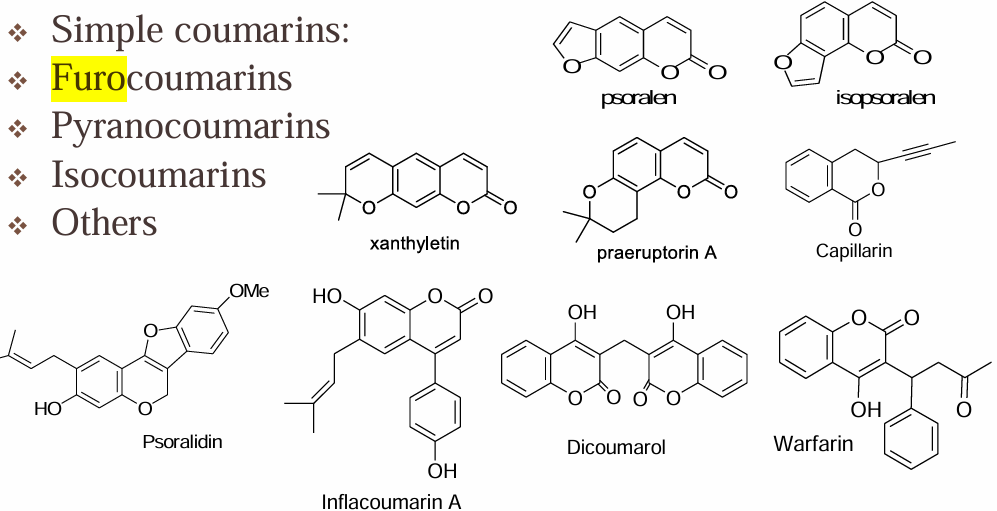 ❖ Simple coumarins:
❖ Furocoumarins
❖ Pyranocoumarins
❖ Isocoumarins
❖ Others
O
O
O
psoralen
O
O
O
isopsoralen
O
O
O
xanthyletin
O
O
O
praeruptorin A
O
O
Capillarin
OMe
O
HO
O
Psoralidin
HO
O
O
OH
Inflacoumarin A
OH
OH
O
O
O
O
Dicoumarol
O
O
OH
O
Warfarin